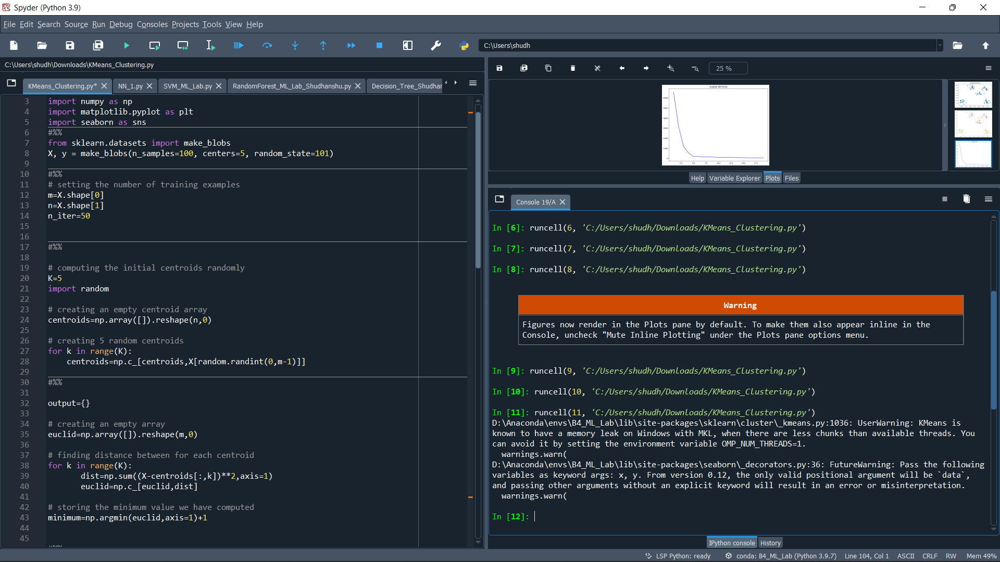 Spyder (Python 3.9)
File Edit Search Source Run Debug Consoles Projects Tools View Help
C:\Users\shudh
C:\Users\shudh\Downloads\KMeans_Clustering.py
KMeans_Clustering.py* NN_1.py SVM_ML_Lab.py RandomForest_ML_Lab_Shudhanshu.py Decision_Tree_Shudhar
3 import numpy as np
4 import matplotlib.pyplot as plt
5 import seaborn as sns
6 #%%
7 from sklearn.datasets import make_blobs
8 X, y = make_blobs(n_samples=100, centers=5, random_state=101)
9
10 #%%
11 # setting the number of training examples
12 m=X.shape[0]
13 n=X.shape[1]
14 n_iter=50
15
16
17 #%%
18
19 # computing the initial centroids randomly
20 K=5
21 import random
22
23 # creating an empty centroid array
24 centroids=np.array([]).reshape(n,0)
25
26 # creating 5 random centroids
27 for k in range(K):
28     centroids=np.c_[centroids,X[random.randint(0,m-1)]]
29
30 #%%
31
32 output={}
33
34 # creating an empty array
35 euclid=np.array([]).reshape(m,0)
36
37 # finding distance between for each centroid
38 for k in range(K):
39        dist=np.sum((X-centroids[:,k])**2,axis=1)
40        euclid=np.c_[euclid,dist]
41
42 # storing the minimum value we have computed
43 minimum=np.argmin(euclid,axis=1)+1
44
45
25 %
ELBOW METHOD
Help Variable Explorer Plots Files
Console 19/A
In [6]: runcell(6, 'C:/Users/shudh/Downloads/KMeans_Clustering.py')
In [7]: runcell(7, 'C:/Users/shudh/Downloads/KMeans_Clustering.py')
In [8]: runcell(8, 'C:/Users/shudh/Downloads/KMeans_Clustering.py')
Warning
Figures now render in the Plots pane by default. To make them also appear inline in the
Console, uncheck "Mute Inline Plotting" under the Plots pane options menu.
In [9]: runcell(9, 'C:/Users/shudh/Downloads/KMeans_Clustering.py')
In [10]: runcell(10, 'C:/Users/shudh/Downloads/KMeans_Clustering.py')
In [11]: runcell(11, 'C:/Users/shudh/Downloads/KMeans_Clustering.py')
D:\Anaconda\envs\B4_ML_Lab\lib\site-packages\sklearn\cluster\_kmeans.py:1036: UserWarning: KMeans is
known to have a memory leak on Windows with MKL, when there are less chunks than available threads. You
can avoid it by setting the environment variable OMP_NUM_THREADS=1.
  warnings.warn(
D:\Anaconda\envs\B4_ML_Lab\lib\site-packages\seaborn\_decorators.py:36: FutureWarning: Pass the following
variables as keyword args: x, y. From version 0.12, the only valid positional argument will be `data`,
and passing other arguments without an explicit keyword will result in an error or misinterpretation.
  warnings.warn(
In [12]:
IPython console History
LSP Python: ready conda: B4_ML_Lab (Python 3.9.7) Line 104, Col 1 ASCII CRLF RW Mem 49%